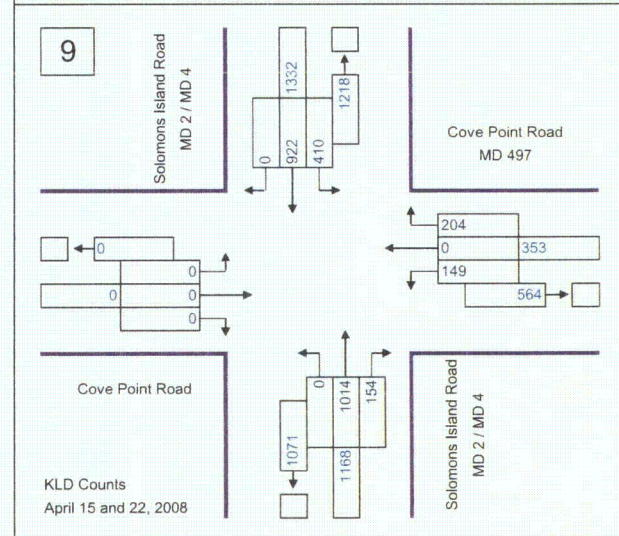 9
Solomons Island Road
MD 2 / MD 4
1332
1218
0
922
410
Cove Point Road
MD 497
0
0
0
0
0
204
0
353
149
564
Cove Point Road
0
1014
154
1071
1168
Solomons Island Road
MD 2 / MD 4
KLD Counts
April 15 and 22, 2008